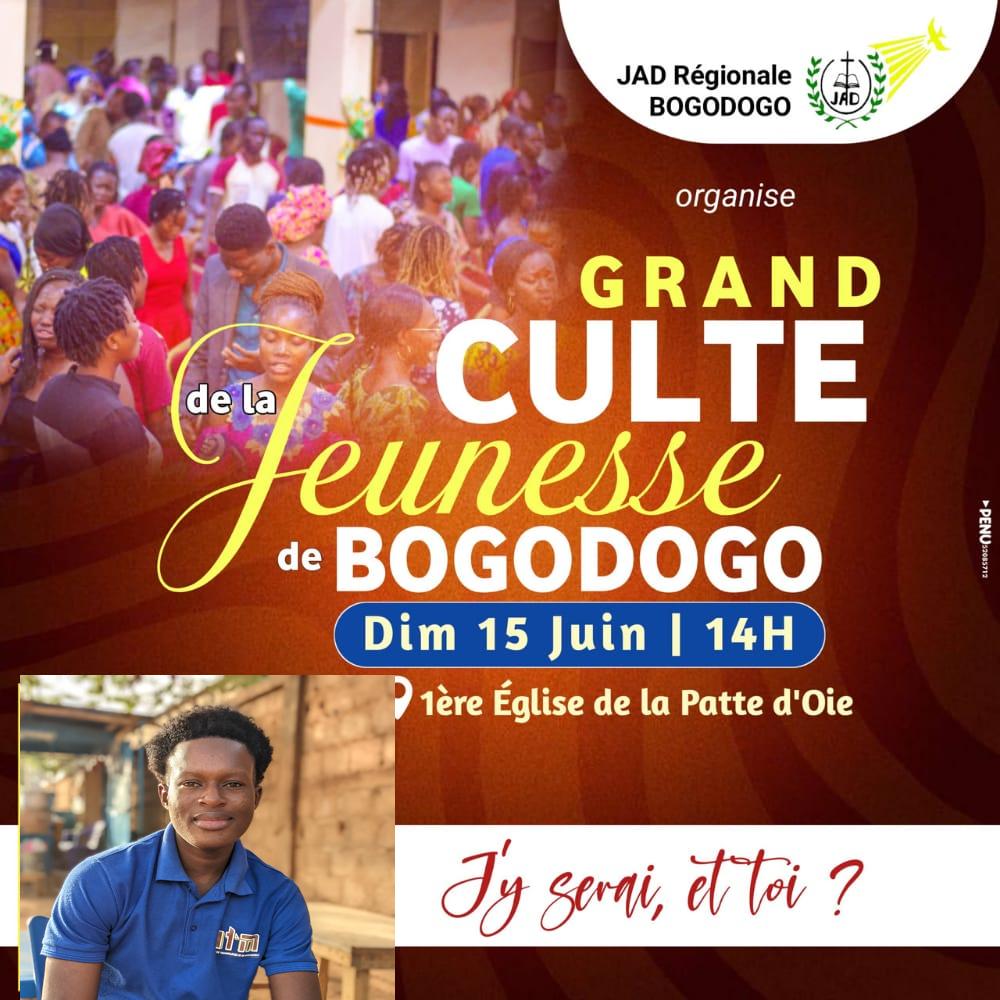 JAD Régionale
BOGODOGO
JAD
organise
GRAND
CULTE
de la
Jeunesse
de BOGODOGO
Dim 15 Juin | 14H
1ère Église de la Patte d'Oie
PENU
J'y serai, et toi ?